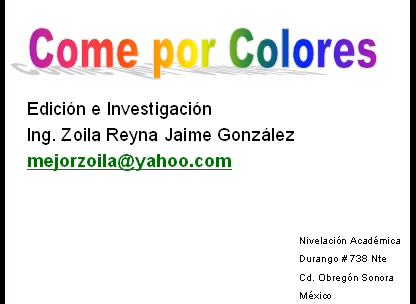 Come por Colores
Edición e Investigación
Ing. Zoila Reyna Jaime González
mejorzoila@yahoo.com
Nivelación Académica
Durango # 738 Nte
Cd. Obregón Sonora
México